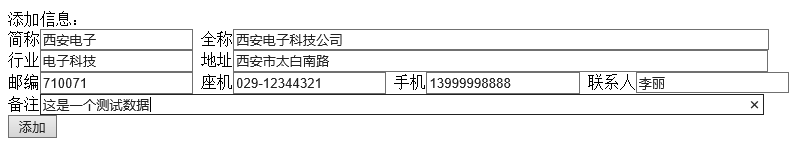 添加信息：
简称 西安电子 全称 西安电子科技公司
行业 电子科技 地址 西安市太白南路
邮编 710071 座机 029-12344321 手机 13999998888 联系人 李丽
备注 这是一个测试数据 ×
添加